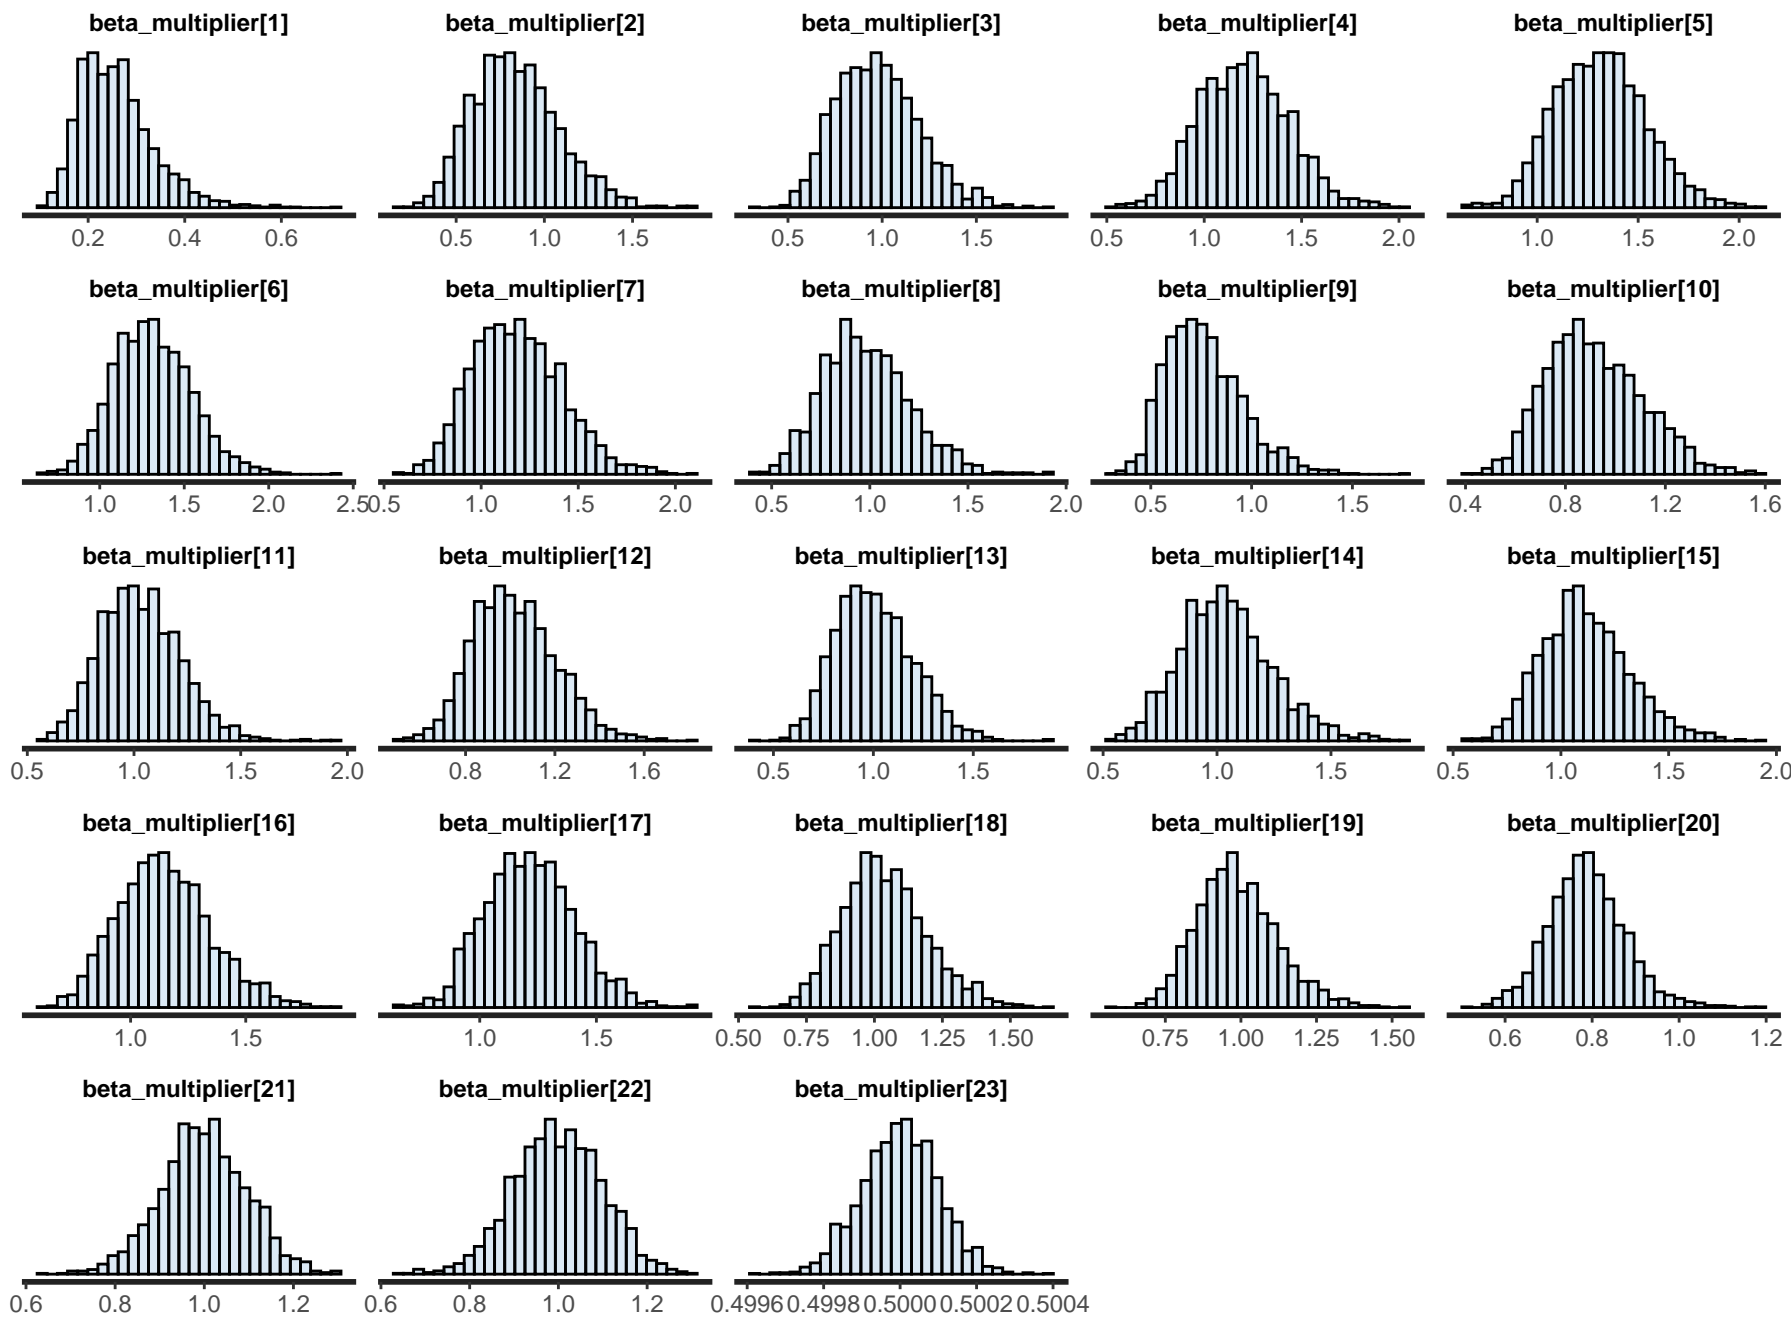 beta_multiplier[1] beta_multiplier[2] beta_multiplier[3] beta_multiplier[4] beta_multiplier[5]
0.2 0.4 0.6 0.5 1.0 1.5 0.5 1.0 1.5 0.5 1.0 1.5 2.0 1.0 1.5 2.0
beta_multiplier[6] beta_multiplier[7] beta_multiplier[8] beta_multiplier[9] beta_multiplier[10]
1.0 1.5 2.0 2.5 0.5 1.0 1.5 2.0 0.5 1.0 1.5 2.0 0.5 1.0 1.5 0.4 0.8 1.2 1.6
beta_multiplier[11] beta_multiplier[12] beta_multiplier[13] beta_multiplier[14] beta_multiplier[15]
0.5 1.0 1.5 2.0 0.8 1.2 1.6 0.5 1.0 1.5 0.5 1.0 1.5 0.5 1.0 1.5 2.0
beta_multiplier[16] beta_multiplier[17] beta_multiplier[18] beta_multiplier[19] beta_multiplier[20]
1.0 1.5 1.0 1.5 0.50 0.75 1.00 1.25 1.50 0.75 1.00 1.25 1.50 0.6 0.8 1.0 1.2
beta_multiplier[21] beta_multiplier[22] beta_multiplier[23]
0.6 0.8 1.0 1.2 0.6 0.8 1.0 1.2 0.4996 0.4998 0.5000 0.5002 0.5004